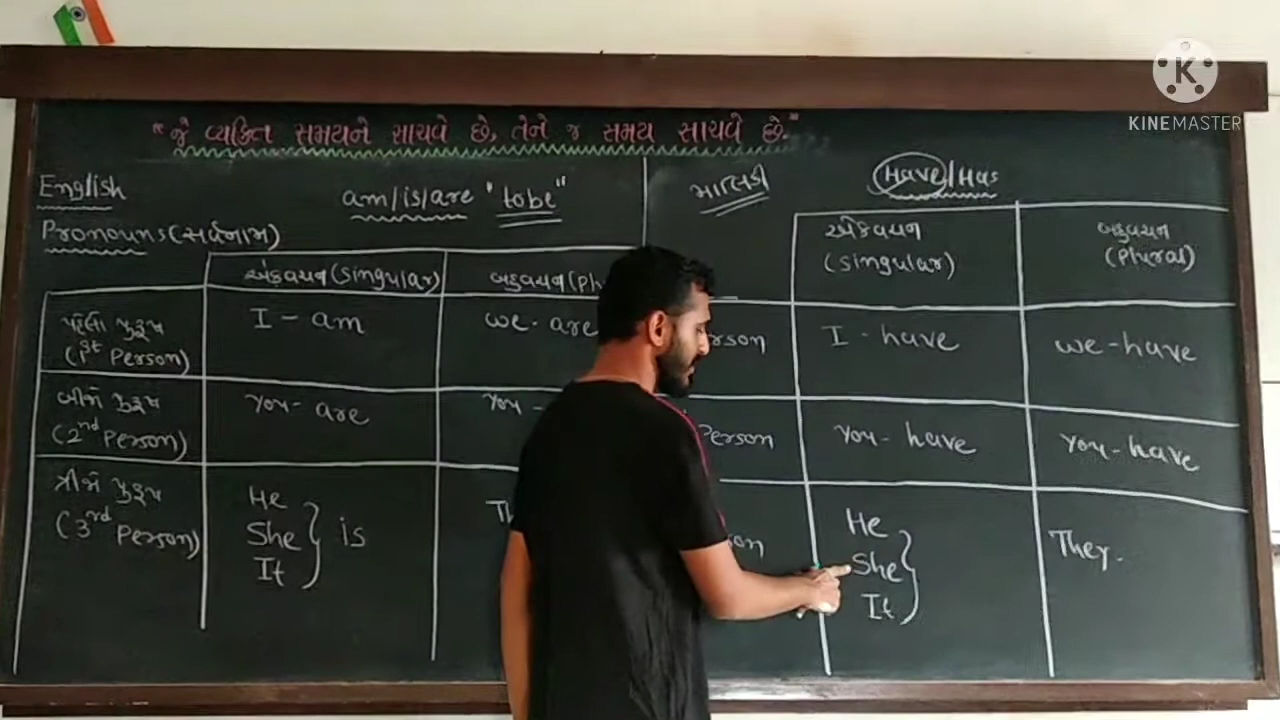 "જે વ્યકિત સમયને સાચવે છે, તેને જ સમય સાચવે છે."
English
am/is/are "tobe"
Pronouns (સર્વનામ)
એકવચન (Singular)
બહુવચન (Pl
પહેલો પુરૂષ
(1st Person)
I - am
we - are
બીજો પુરૂષ
(2nd Person)
You - are
You -
ત્રીજો પુરૂષ
(3rd Person)
He
She } is
It
Th
માલિકી
Have/Has
એકવચન
(Singular)
બહુવચન
(Plural)
rson
I - have
we - have
Person
You - have
You - have
on
He
She }
It
They.
K
KINEMASTER